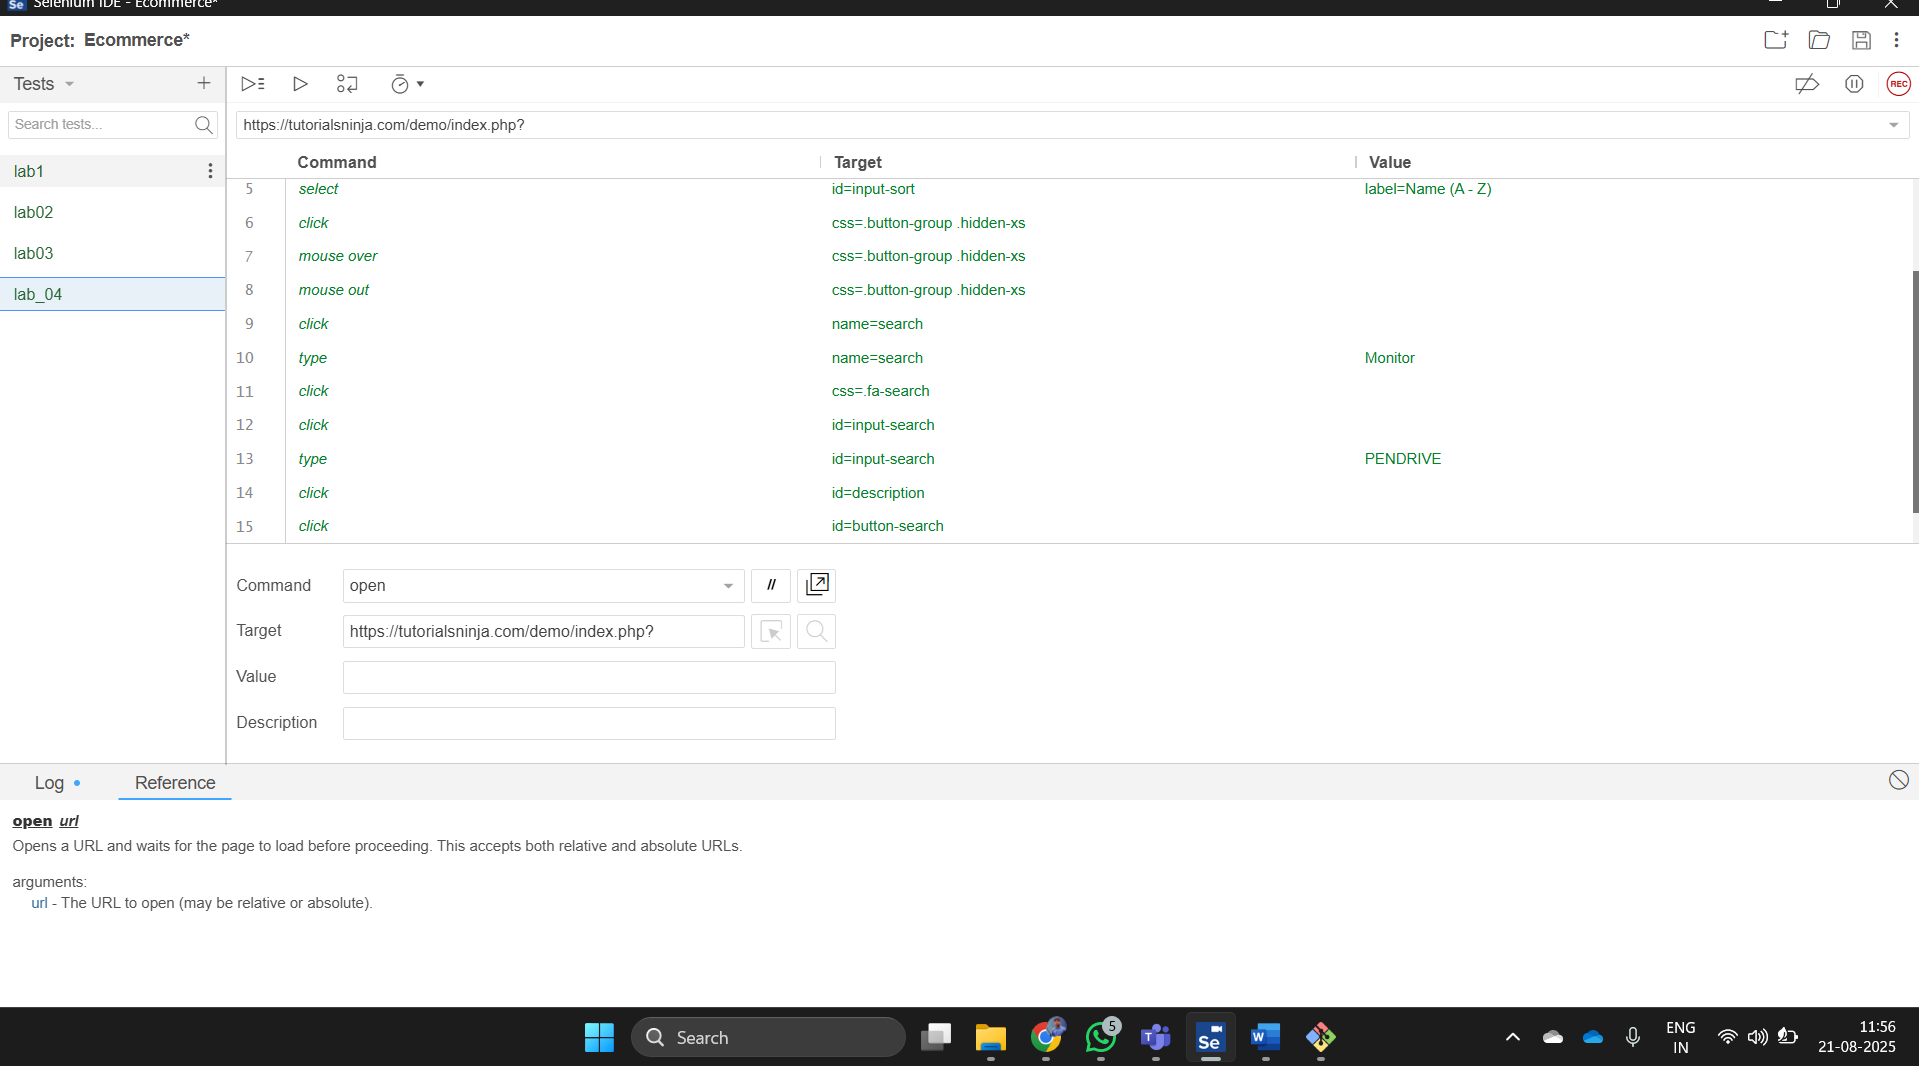 Selenium IDE - Ecommerce*
Project: Ecommerce*
Tests
Search tests...
lab1
lab02
lab03
lab_04
REC
https://tutorialsninja.com/demo/index.php?
Command Target Value
5 select id=input-sort label=Name (A - Z)
6 click css=.button-group .hidden-xs
7 mouse over css=.button-group .hidden-xs
8 mouse out css=.button-group .hidden-xs
9 click name=search
10 type name=search Monitor
11 click css=.fa-search
12 click id=input-search
13 type id=input-search PENDRIVE
14 click id=description
15 click id=button-search
Command open //
Target https://tutorialsninja.com/demo/index.php?
Value
Description
Log Reference
open url
Opens a URL and waits for the page to load before proceeding. This accepts both relative and absolute URLs.
arguments:
url - The URL to open (may be relative or absolute).
Search
5
Se
W
ENG
IN
11:56
21-08-2025